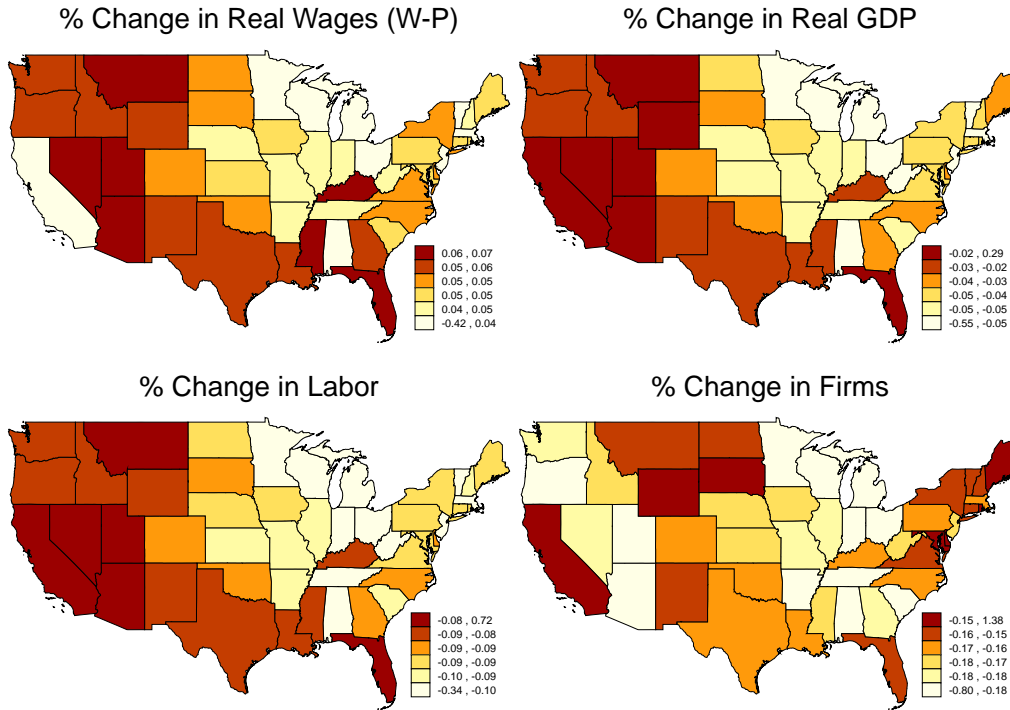 % Change in Real Wages (W-P)
0.06 , 0.07
0.05 , 0.06
0.05 , 0.05
0.05 , 0.05
0.04 , 0.05
-0.42 , 0.04
% Change in Real GDP
-0.02 , 0.29
-0.03 , -0.02
-0.04 , -0.03
-0.05 , -0.04
-0.05 , -0.05
-0.55 , -0.05
% Change in Labor
-0.08 , 0.72
-0.09 , -0.08
-0.09 , -0.09
-0.09 , -0.09
-0.10 , -0.09
-0.34 , -0.10
% Change in Firms
-0.15 , 1.38
-0.16 , -0.15
-0.17 , -0.16
-0.18 , -0.17
-0.18 , -0.18
-0.80 , -0.18